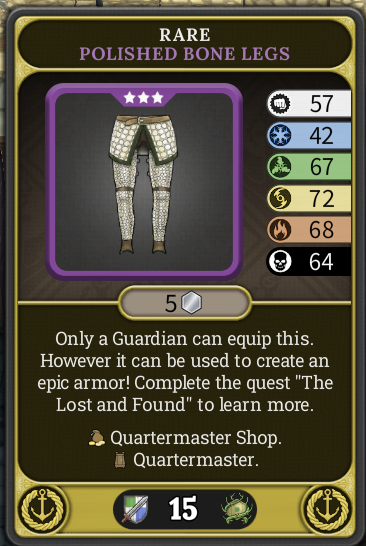 RARE
POLISHED BONE LEGS
57
42
67
72
68
64
5
Only a Guardian can equip this.
However it can be used to create an
epic armor! Complete the quest "The
Lost and Found" to learn more.
Quartermaster Shop.
Quartermaster.
15